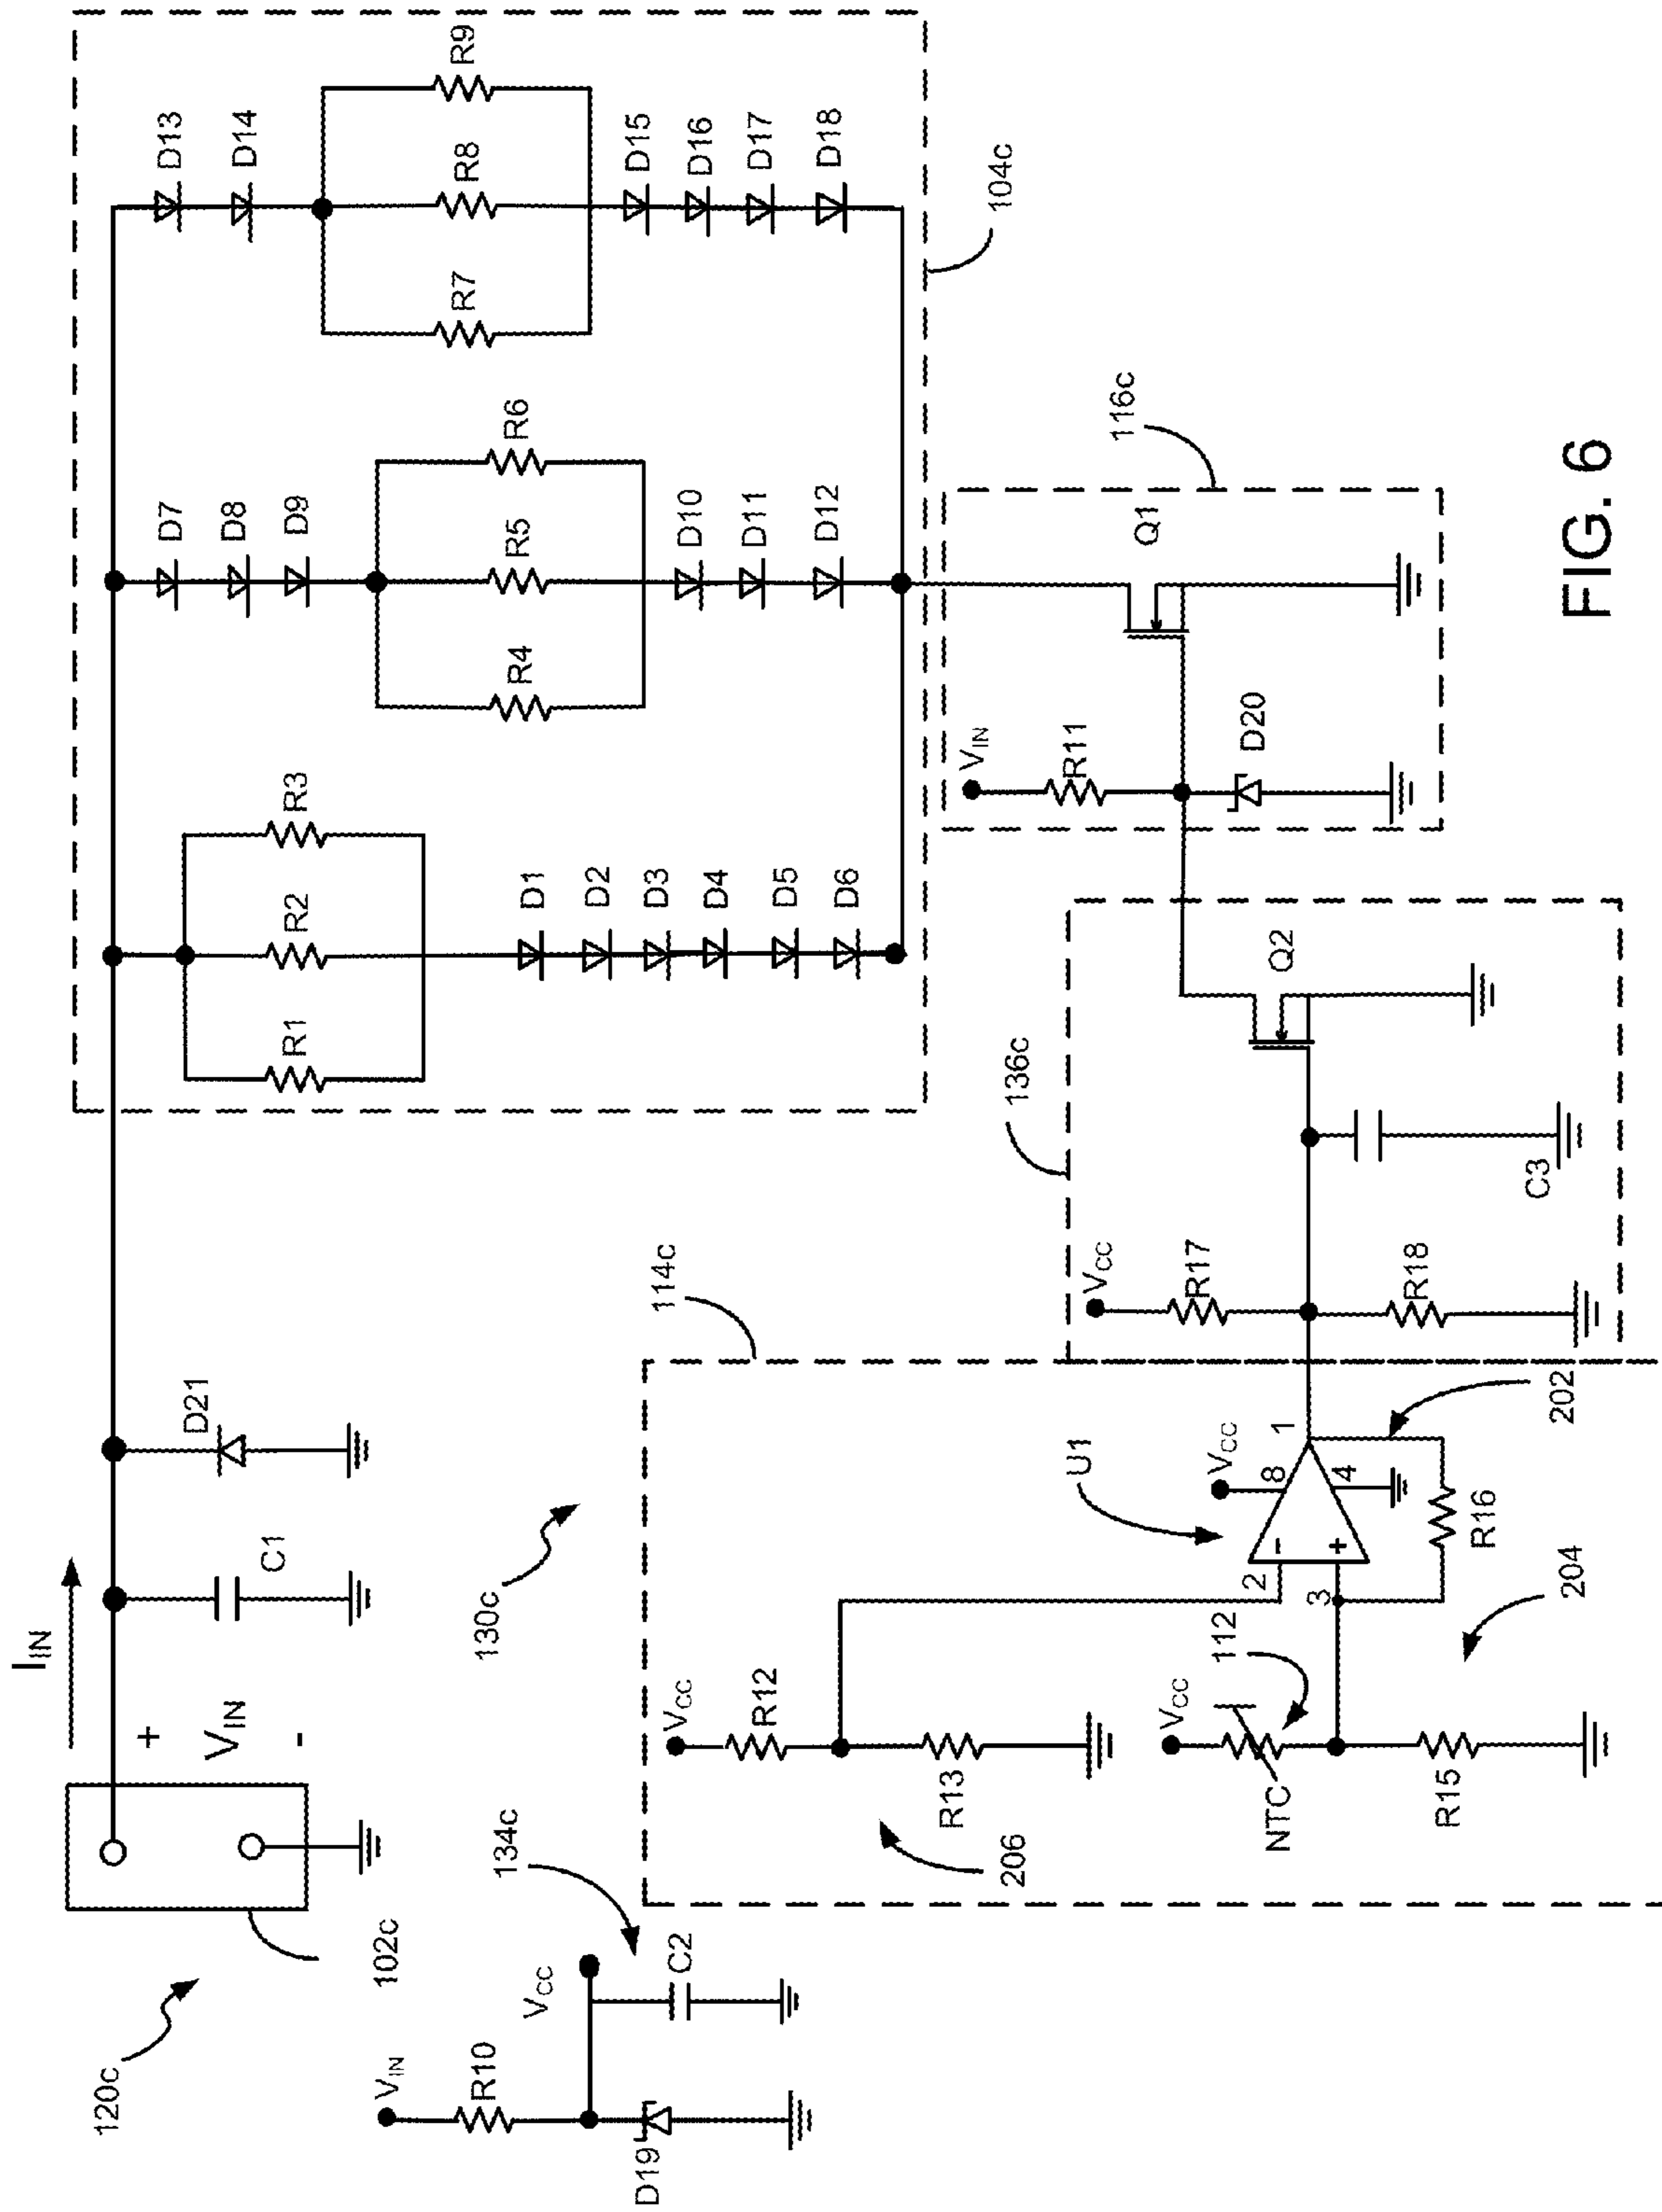 I_IN
+
V_IN
-
102c
120c
C1
D21
R1
R2
R3
D1
D2
D3
D4
D5
D6
D7
D8
D9
R4
R5
R6
D10
D11
D12
D13
D14
R7
R8
R9
D15
D16
D17
D18
104c
V_IN
R10
D19
V_CC
C2
134c
130c
114c
V_CC
R12
R13
206
V_CC
112
NTC
R15
204
U1
V_CC
2
3
-
+
8
4
1
R16
202
136c
V_CC
R17
R18
C3
Q2
116c
V_IN
R11
D20
Q1
FIG. 6